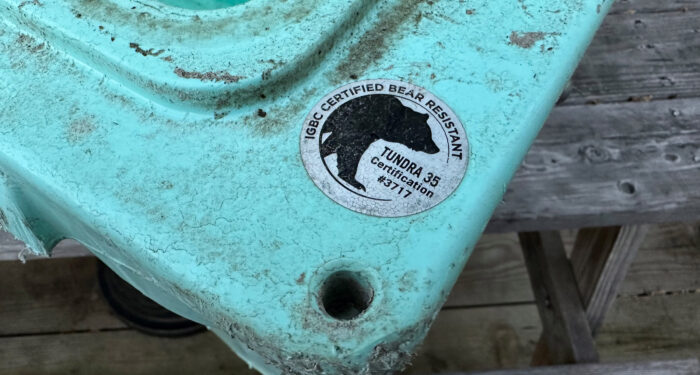 IGBC CERTIFIED BEAR RESISTANT
TUNDRA 35
Certification
#3717